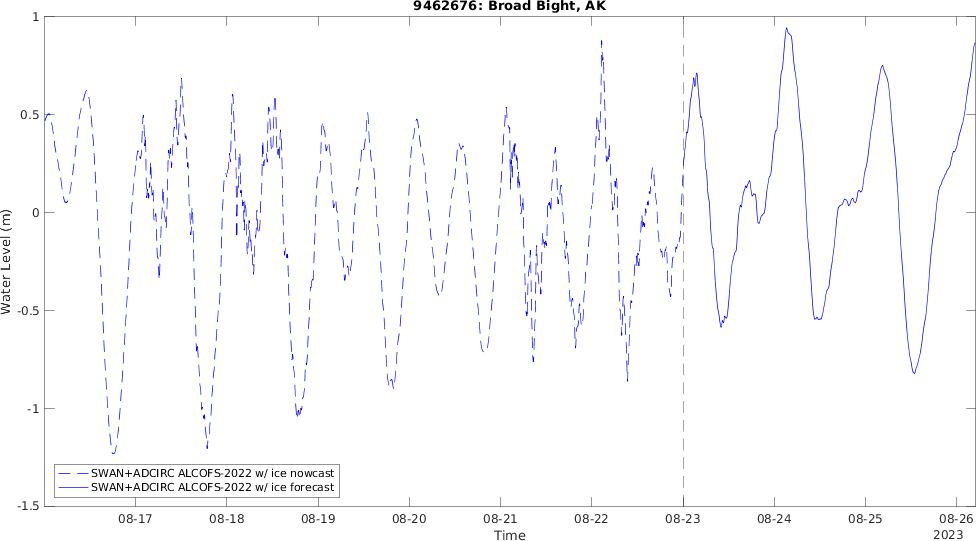 9462676: Broad Bight, AK
Water Level (m)
1
0.5
0
-0.5
-1
-1.5
SWAN+ADCIRC ALCOFS-2022 w/ ice nowcast
SWAN+ADCIRC ALCOFS-2022 w/ ice forecast
08-17 08-18 08-19 08-20 08-21 08-22 08-23 08-24 08-25 08-26
Time
2023